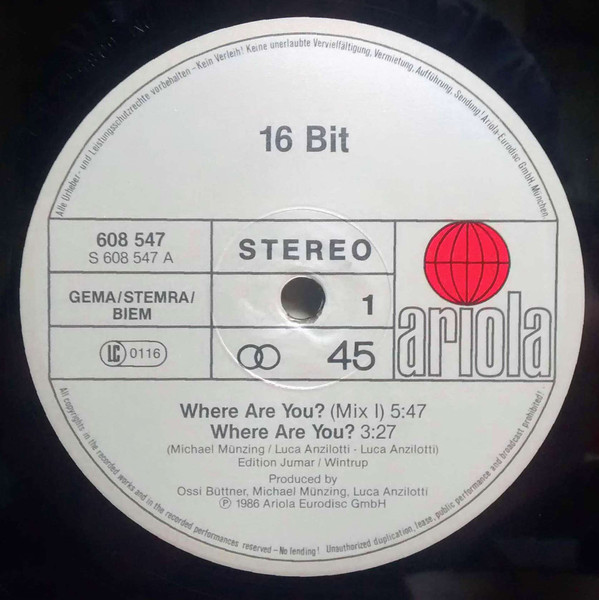 Alle Urheber- und Leistungsschutzrechte vorbehalten - Kein Verleih! Keine unerlaubte Vervielfältigung, Vermietung, Aufführung, Sendung! Ariola-Eurodisc GmbH, München.
16 Bit
608 547
S 608 547 A
STEREO
GEMA/STEMRA/
BIEM
1
LC 0116
45
ariola
Where Are You? (Mix I) 5:47
Where Are You? 3:27
(Michael Münzing / Luca Anzilotti - Luca Anzilotti)
Edition Jumar / Wintrup
Produced by
Ossi Büttner, Michael Münzing, Luca Anzilotti
Ⓟ 1986 Ariola Eurodisc GmbH
All copyrights in the recorded works and in the recorded performances reserved - No lending! Unauthorized duplication, lease, public performance and broadcast prohibited!